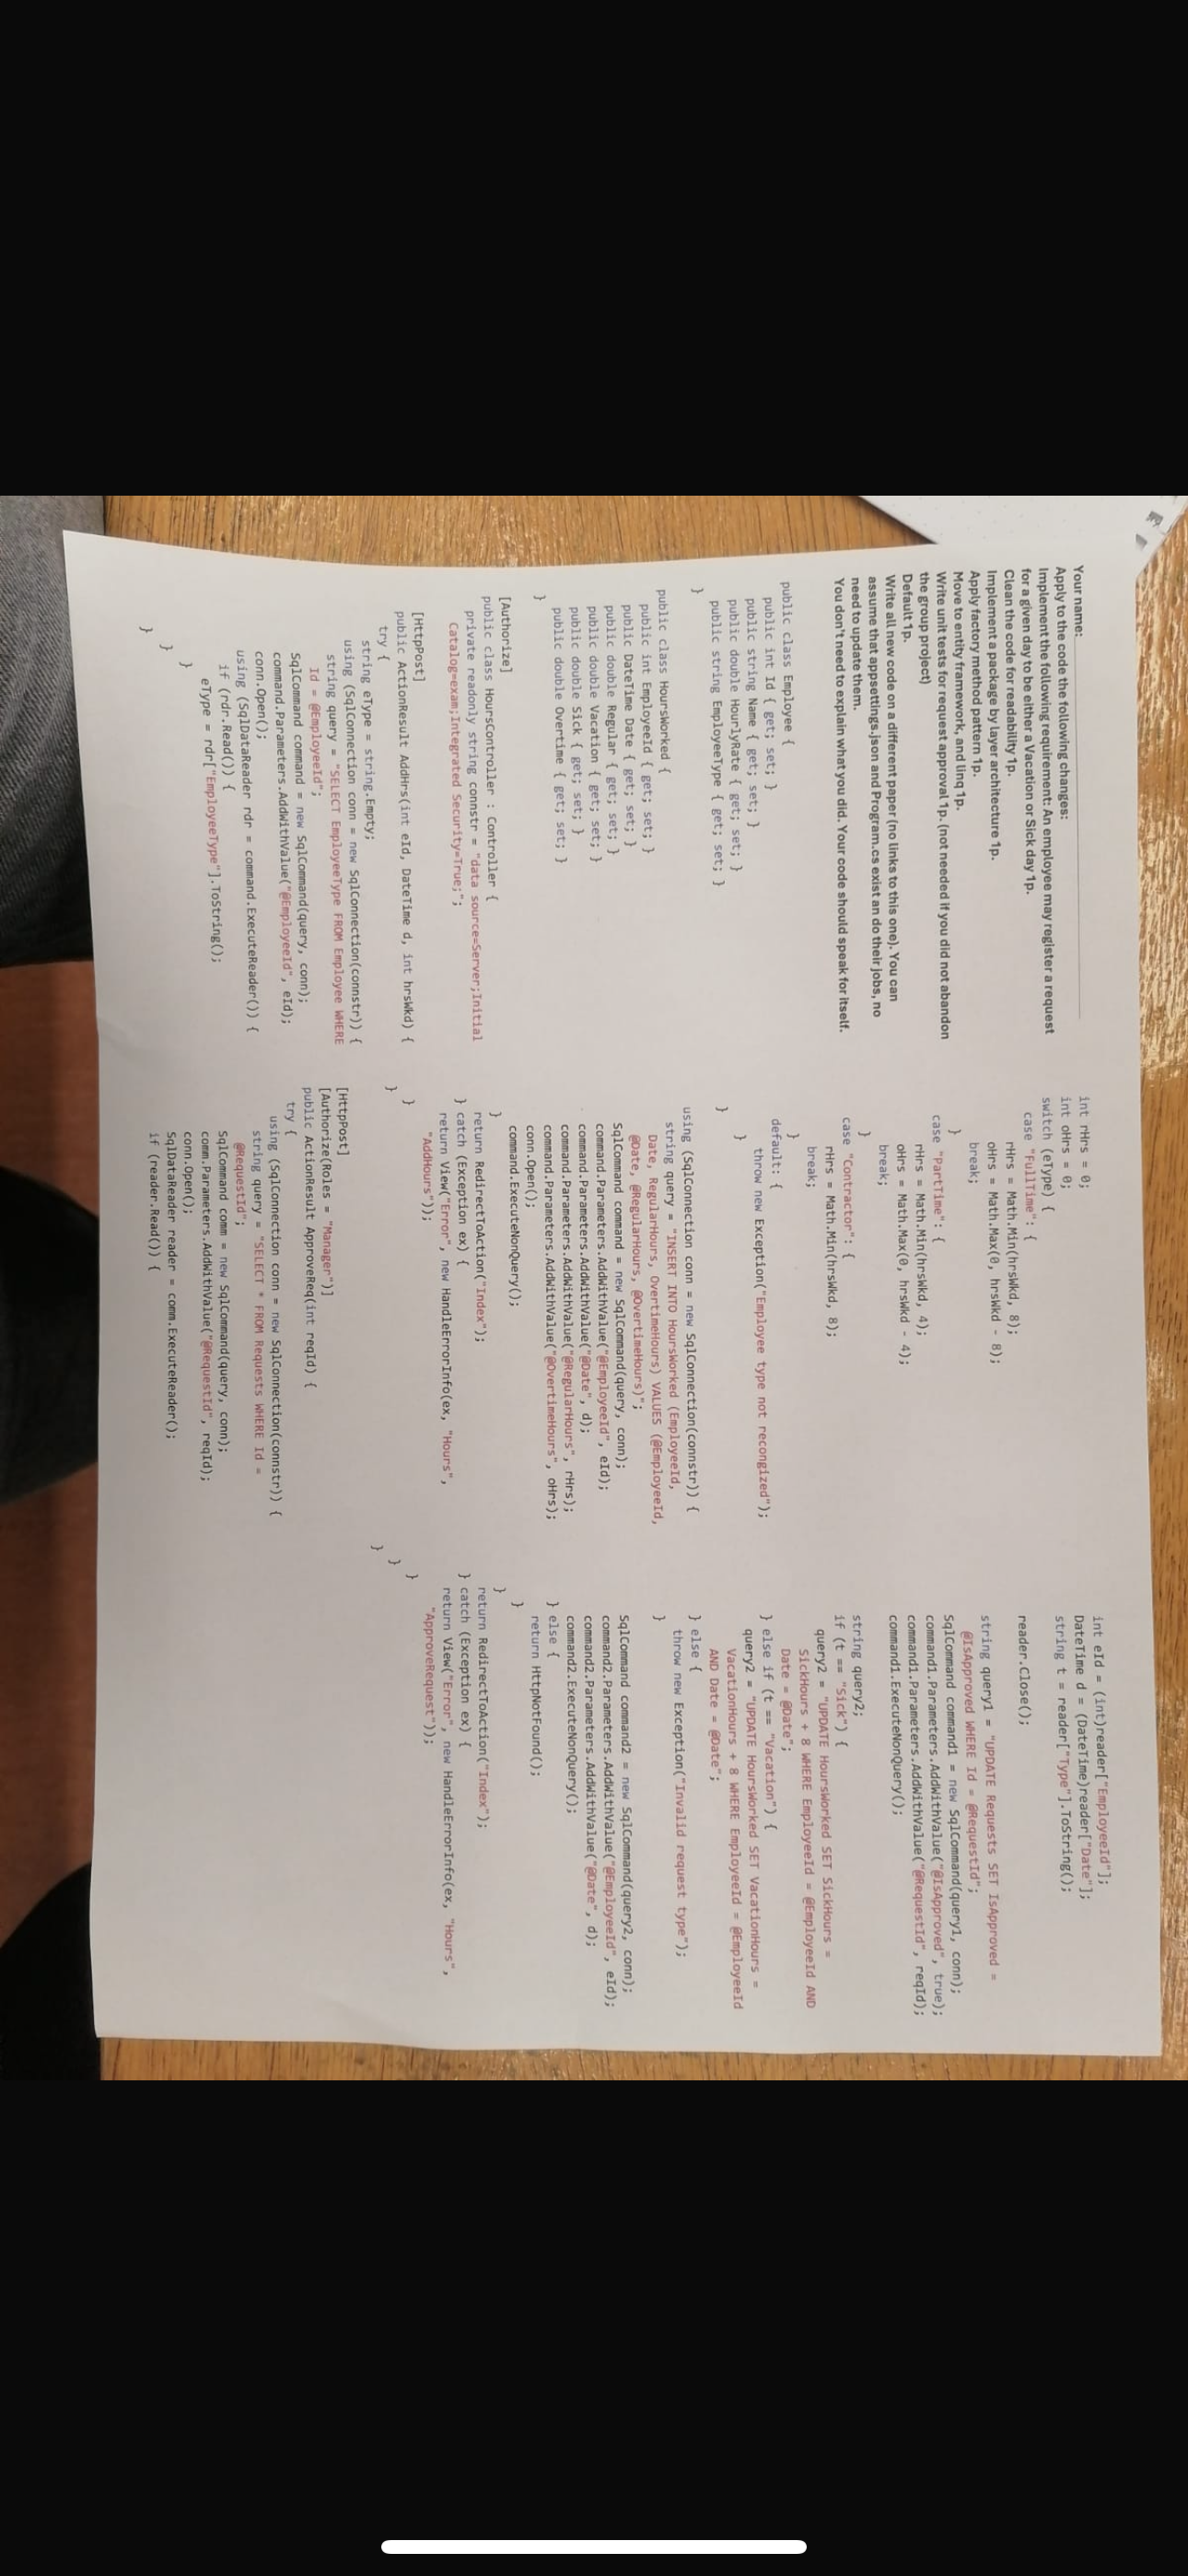 Your name:
Apply to the code the following changes:
Implement the following requirement: An employee may register a request
for a given day to be either a Vacation or Sick day 1p.
Clean the code for readability 1p.
Implement a package by layer architecture 1p.
Apply factory method pattern 1p.
Move to entity framework, and linq 1p.
Write unit tests for request approval 1p. (not needed if you did not abandon
the group project)
Default 1p.
Write all new code on a different paper (no links to this one). You can
assume that appsettings.json and Program.cs exist an do their jobs, no
need to update them.
You don't need to explain what you did. Your code should speak for itself.
public class Employee {
public int Id { get; set; }
public string Name { get; set; }
public double HourlyRate { get; set; }
public string EmployeeType { get; set; }
}
public class HoursWorked {
public int EmployeeId { get; set; }
public DateTime Date { get; set; }
public double Regular { get; set; }
public double Vacation { get; set; }
public double Sick { get; set; }
public double Overtime { get; set; }
}
[Authorize]
public class HoursController : Controller {
private readonly string connstr = "data source=Server;Initial
Catalog=exam;Integrated Security=True;";
[HttpPost]
public ActionResult AddHrs(int eId, DateTime d, int hrsWkd) {
try {
string eType = string.Empty;
using (SqlConnection conn = new SqlConnection(connstr)) {
string query = "SELECT EmployeeType FROM Employee WHERE
Id = @EmployeeId";
SqlCommand command = new SqlCommand(query, conn);
command.Parameters.AddWithValue("@EmployeeId", eId);
conn.Open();
using (SqlDataReader rdr = command.ExecuteReader()) {
if (rdr.Read()) {
eType = rdr["EmployeeType"].ToString();
}
}
}
int rHrs = 0;
int oHrs = 0;
switch (eType) {
case "FullTime": {
rHrs = Math.Min(hrsWkd, 8);
oHrs = Math.Max(0, hrsWkd - 8);
break;
}
case "PartTime": {
rHrs = Math.Min(hrsWkd, 4);
oHrs = Math.Max(0, hrsWkd - 4);
break;
}
case "Contractor": {
rHrs = Math.Min(hrsWkd, 8);
break;
}
default: {
throw new Exception("Employee type not recongized");
}
}
using (SqlConnection conn = new SqlConnection(connstr)) {
string query = "INSERT INTO HoursWorked (EmployeeId,
Date, RegularHours, OvertimeHours) VALUES (@EmployeeId,
@Date, @RegularHours, @OvertimeHours)";
SqlCommand command = new SqlCommand(query, conn);
command.Parameters.AddWithValue("@EmployeeId", eId);
command.Parameters.AddWithValue("@Date", d);
command.Parameters.AddWithValue("@RegularHours", rHrs);
command.Parameters.AddWithValue("@OvertimeHours", oHrs);
conn.Open();
command.ExecuteNonQuery();
}
return RedirectToAction("Index");
} catch (Exception ex) {
return View("Error", new HandleErrorInfo(ex, "Hours",
"AddHours"));
}
}
[HttpPost]
[Authorize(Roles = "Manager")]
public ActionResult ApproveReq(int reqId) {
try {
using (SqlConnection conn = new SqlConnection(connstr)) {
string query = "SELECT * FROM Requests WHERE Id =
@RequestId";
SqlCommand comm = new SqlCommand(query, conn);
comm.Parameters.AddWithValue("@RequestId", reqId);
conn.Open();
SqlDataReader reader = comm.ExecuteReader();
if (reader.Read()) {
int eId = (int)reader["EmployeeId"];
DateTime d = (DateTime)reader["Date"];
string t = reader["Type"].ToString();
reader.Close();
string query1 = "UPDATE Requests SET IsApproved =
@IsApproved WHERE Id = @RequestId";
SqlCommand command1 = new SqlCommand(query1, conn);
command1.Parameters.AddWithValue("@IsApproved", true);
command1.Parameters.AddWithValue("@RequestId", reqId);
command1.ExecuteNonQuery();
string query2;
if (t == "Sick") {
query2 = "UPDATE HoursWorked SET SickHours =
SickHours + 8 WHERE EmployeeId = @EmployeeId AND
Date = @Date";
} else if (t == "Vacation") {
query2 = "UPDATE HoursWorked SET VacationHours =
VacationHours + 8 WHERE EmployeeId = @EmployeeId
AND Date = @Date";
} else {
throw new Exception("Invalid request type");
}
SqlCommand command2 = new SqlCommand(query2, conn);
command2.Parameters.AddWithValue("@EmployeeId", eId);
command2.Parameters.AddWithValue("@Date", d);
command2.ExecuteNonQuery();
} else {
return HttpNotFound();
}
}
return RedirectToAction("Index");
} catch (Exception ex) {
return View("Error", new HandleErrorInfo(ex, "Hours",
"ApproveRequest"));
}
}
}